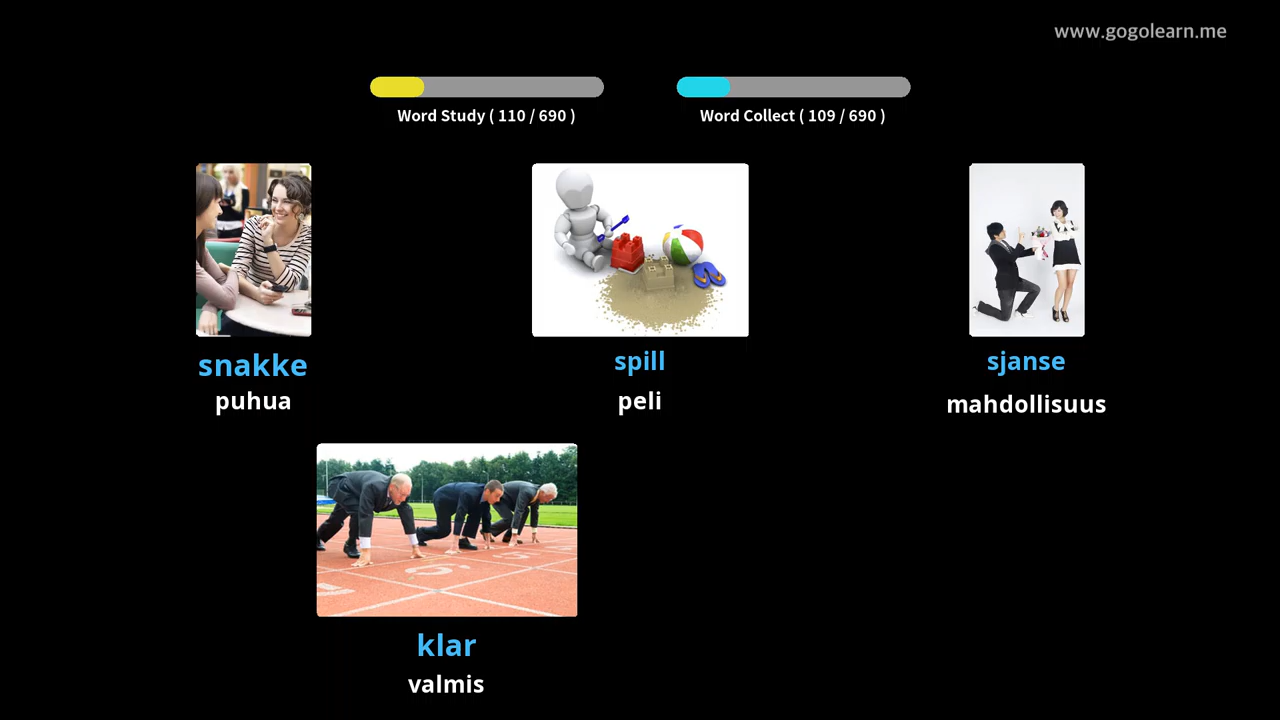 www.gogolearn.me
Word Study ( 110 / 690 )
Word Collect ( 109 / 690 )
snakke
puhua
spill
peli
sjanse
mahdollisuus
klar
valmis